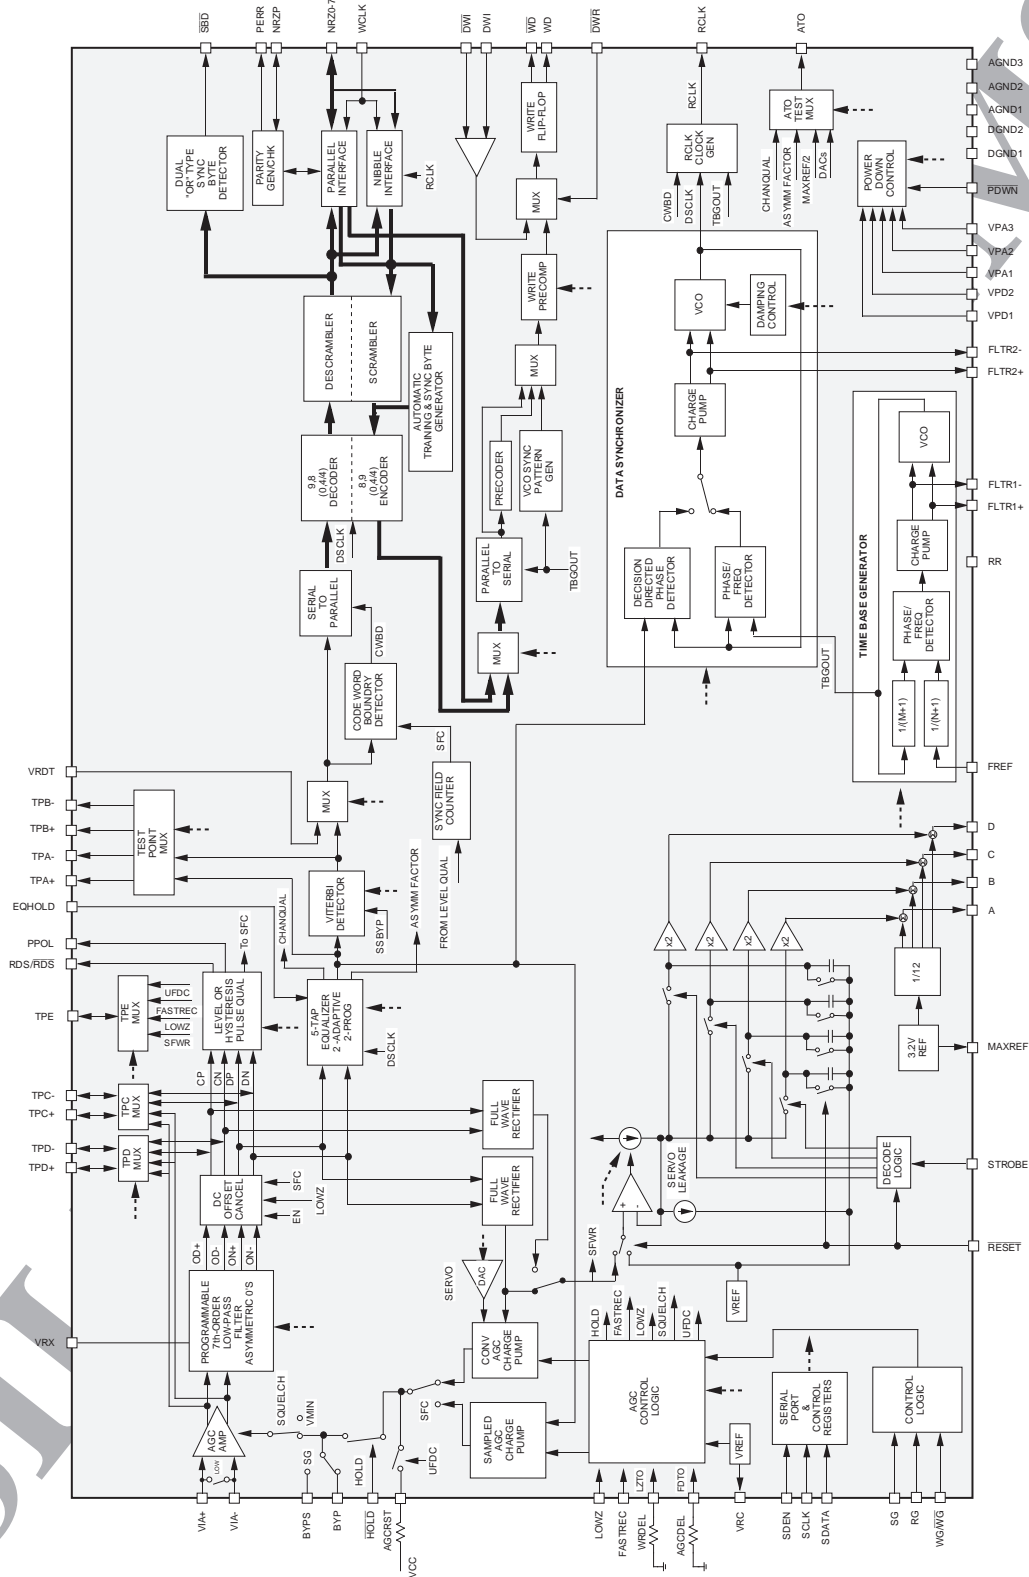 S̅B̅D̅
PERR
NRZP
NRZ0-7
WCLK
D̅W̅I̅
DWI
W̅D̅
WD
D̅W̅R̅
RCLK
ATO
AGND3
AGND2
AGND1
DGND2
DGND1
P̅D̅W̅N̅
VPA3
VPA2
VPA1
VPD2
VPD1
FLTR2-
FLTR2+
FLTR1-
FLTR1+
RR
FREF
D
C
B
A
MAXREF
STROBE
R̅E̅S̅E̅T̅
DUAL
"OR" TYPE
SYNC
BYTE
DETECTOR
PARITY
GEN/CHK
PARALLEL
INTERFACE
NIBBLE
INTERFACE
RCLK
WRITE
FLIP-FLOP
MUX
WRITE
PRECOMP
MUX
RCLK
RCLK
CLOCK
GEN
CWBD
DSCLK
TBGOUT
ATO
TEST
MUX
CHANQUAL
ASYMM FACTOR
MAXREF/2
DACs
POWER
DOWN
CONTROL
DESCRAMBLER
SCRAMBLER
AUTOMATIC
TRAINING & SYNC BYTE
GENERATOR
9,8
(0,4/4)
DECODER
8,9
(0,4/4)
ENCODER
DSCLK
PRECODER
VCO SYNC
PATTERN
GEN
PARALLEL
TO
SERIAL
TBGOUT
MUX
SERIAL
TO
PARALLEL
CWBD
CODE WORD
BOUNDRY
DETECTOR
SFC
SYNC FIELD
COUNTER
FROM LEVEL QUAL
DATA SYNCHRONIZER
VCO
DAMPING
CONTROL
CHARGE
PUMP
DECISION
DIRECTED
PHASE
DETECTOR
PHASE/
FREQ
DETECTOR
TBGOUT
TIME BASE GENERATOR
VCO
CHARGE
PUMP
PHASE/
FREQ
DETECTOR
1/(M+1)
1/(N+1)
VRDT
TPB-
TPB+
TPA-
TPA+
EQHOLD
PPOL
RDS/R̅D̅S̅
TPE
TPC-
TPC+
TPD-
TPD+
VRX
TEST
POINT
MUX
MUX
VITERBI
DETECTOR
SSBYP
CHANQUAL
ASYMM FACTOR
To SFC
LEVEL OR
HYSTERESIS
PULSE QUAL
5-TAP
EQUALIZER
2-ADAPTIVE
2-PROG
DSCLK
TPE
MUX
UFDC
FASTREC
LOWZ
SFWR
TPC
MUX
TPD
MUX
CP
CN
DP
DN
DC
OFFSET
CANCEL
SFC
LOWZ
EN
OD+
OD-
ON+
ON-
PROGRAMMABLE
7th-ORDER
LOW-PASS
FILTER
ASYMMETRIC 0'S
FULL
WAVE
RECTIFIER
FULL
WAVE
RECTIFIER
SERVO
DAC
CONV
AGC
CHARGE
PUMP
SAMPLED
AGC
CHARGE
PUMP
SFC
UFDC
AGC
AMP
LOW
SQUELCH
VMIN
SG
HOLD
SFWR
+
-
SERVO
LEAKAGE
VREF
x2
x2
x2
x2
1/12
3.2V
REF
DECODE
LOGIC
HOLD
FASTREC
LOWZ
SQUELCH
UFDC
AGC
CONTROL
LOGIC
VREF
SERIAL
PORT
&
CONTROL
REGISTERS
CONTROL
LOGIC
VIA+
VIA-
BYPS
BYP
H̅O̅L̅D̅
AGCRST
VCC
LOWZ
FASTREC
LZTO
WRDEL
FDTO
AGCDEL
VRC
SDEN
SCLK
SDATA
SG
RG
WG/W̅G̅